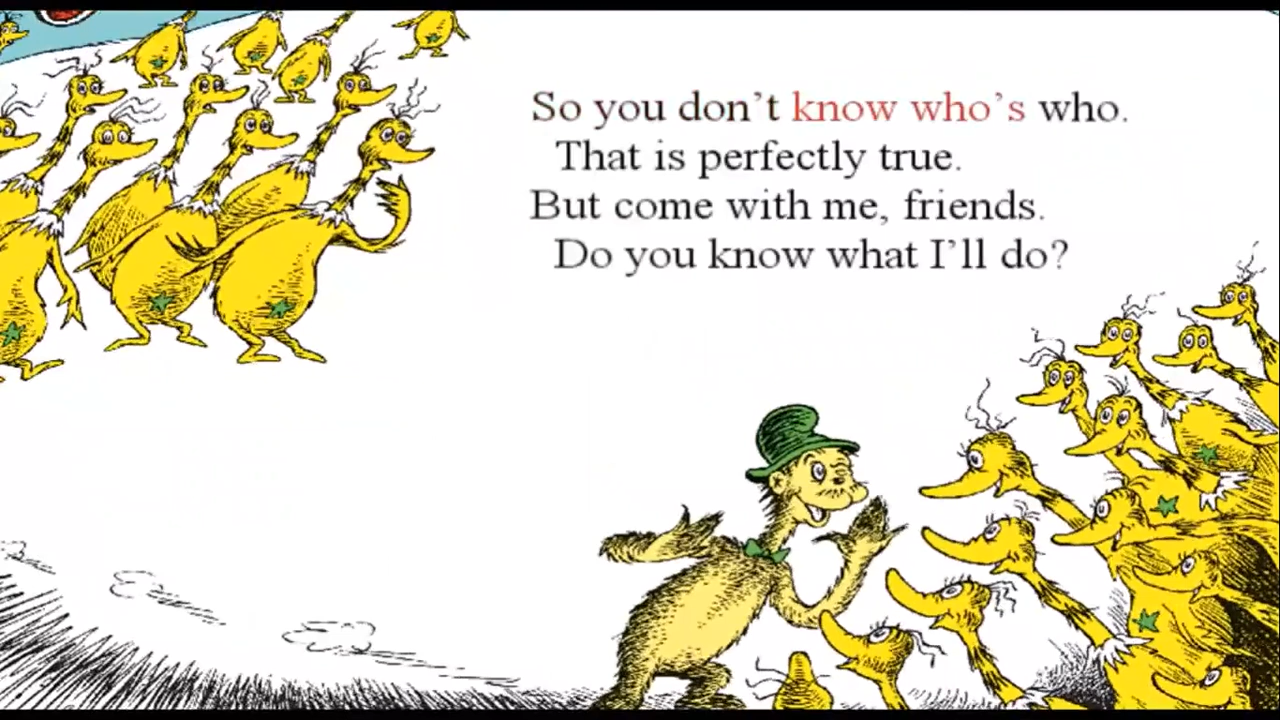 So you don't know who's who.
That is perfectly true.
But come with me, friends.
Do you know what I'll do?